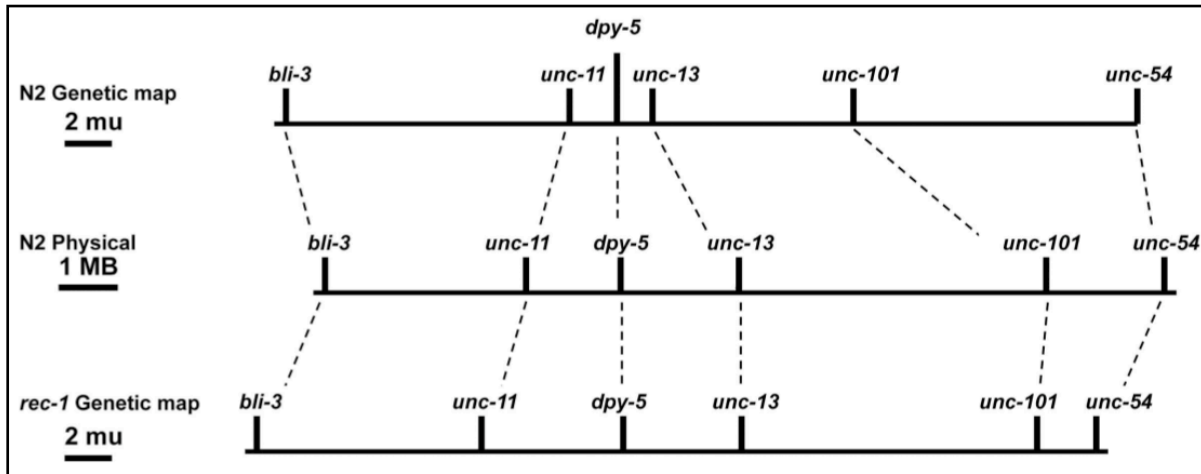 dpy-5
bli-3 unc-11 unc-13 unc-101 unc-54
N2 Genetic map
2 mu
N2 Physical
1 MB
bli-3 unc-11 dpy-5 unc-13 unc-101 unc-54
rec-1 Genetic map
2 mu
bli-3 unc-11 dpy-5 unc-13 unc-101 unc-54